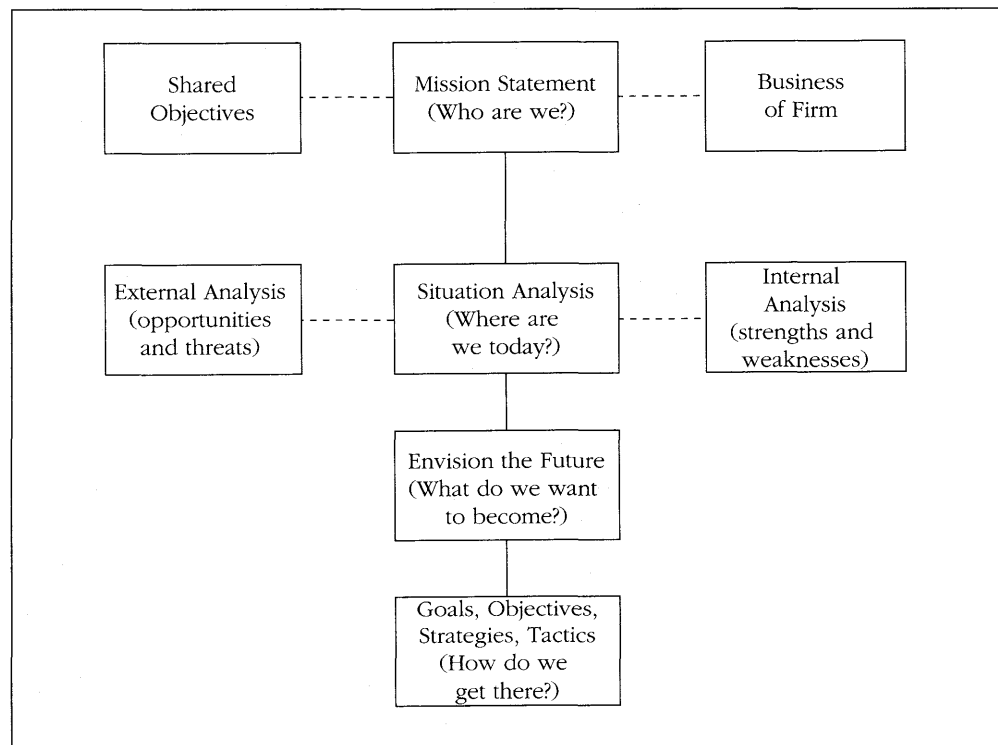 Shared
Objectives
Mission Statement
(Who are we?)
Business
of Firm
External Analysis
(opportunities
and threats)
Situation Analysis
(Where are
we today?)
Internal
Analysis
(strengths and
weaknesses)
Envision the Future
(What do we want
to become?)
Goals, Objectives,
Strategies, Tactics
(How do we
get there?)